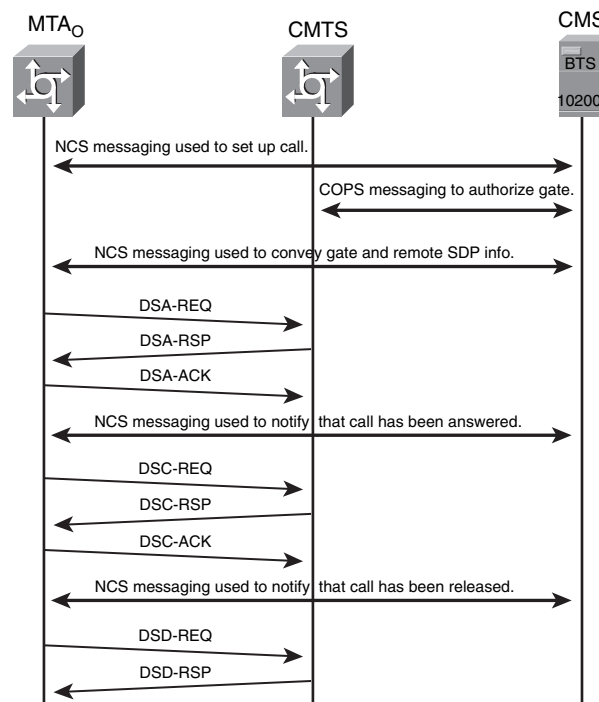 MTAO
CMTS
CMS
BTS
10200
NCS messaging used to set up call.
COPS messaging to authorize gate.
NCS messaging used to convey gate and remote SDP info.
DSA-REQ
DSA-RSP
DSA-ACK
NCS messaging used to notify that call has been answered.
DSC-REQ
DSC-RSP
DSC-ACK
NCS messaging used to notify that call has been released.
DSD-REQ
DSD-RSP